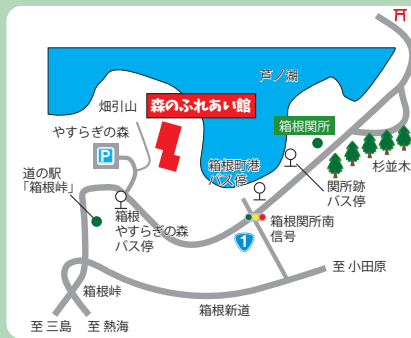 芦ノ湖
畑引山
森のふれあい館
やすらぎの森
箱根関所
P
箱根町港
バス停
杉並木
道の駅
「箱根峠」
関所跡
バス停
箱根
やすらぎの森
バス停
箱根関所南
信号
1
至 小田原
箱根峠
箱根新道
至 三島
至 熱海